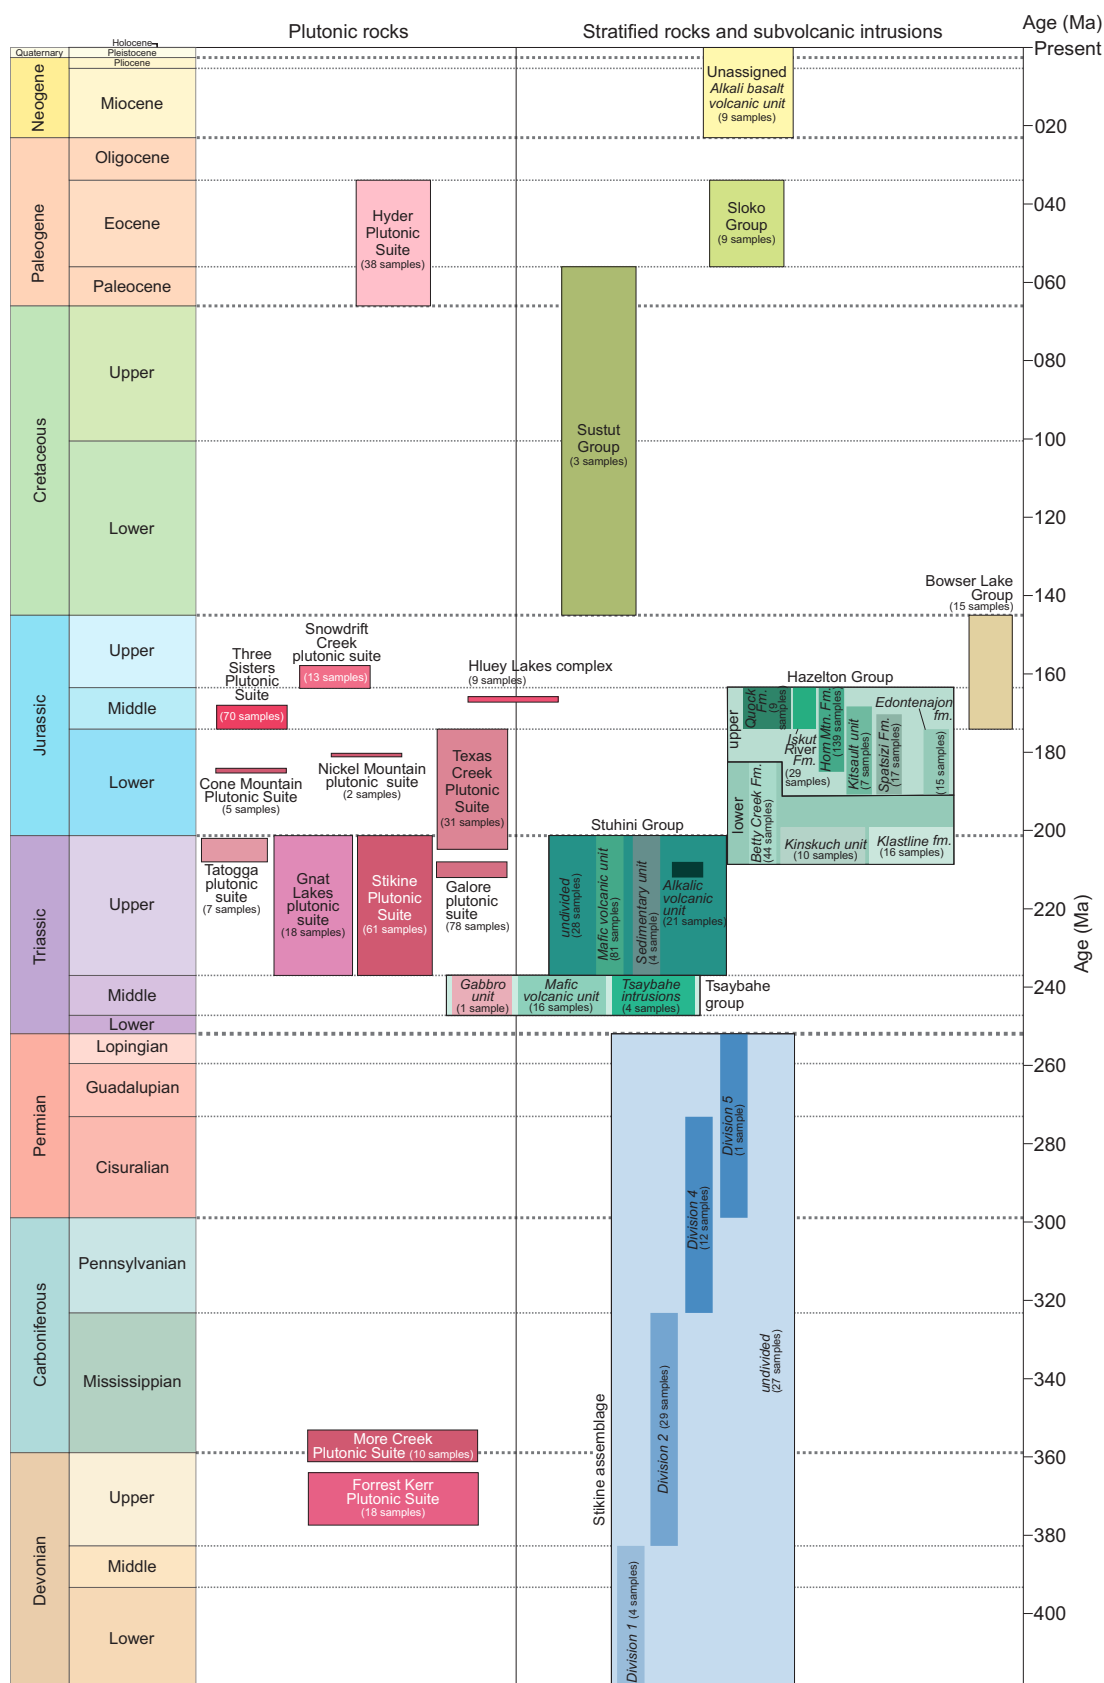 Plutonic rocks
Stratified rocks and subvolcanic intrusions
Age (Ma)
Holocene
Quaternary
Pleistocene
Pliocene
Neogene
Miocene
Paleogene
Oligocene
Eocene
Paleocene
Cretaceous
Upper
Lower
Jurassic
Upper
Middle
Lower
Triassic
Upper
Middle
Lower
Permian
Lopingian
Guadalupian
Cisuralian
Carboniferous
Pennsylvanian
Mississippian
Devonian
Upper
Middle
Lower
Hyder
Plutonic
Suite
(38 samples)
Snowdrift
Creek
plutonic suite
(13 samples)
Three
Sisters
Plutonic
Suite
(70 samples)
Hluey Lakes complex
(9 samples)
Nickel Mountain
plutonic suite
(2 samples)
Cone Mountain
Plutonic Suite
(5 samples)
Texas
Creek
Plutonic
Suite
(31 samples)
Tatogga
plutonic
suite
(7 samples)
Gnat
Lakes
plutonic
suite
(18 samples)
Stikine
Plutonic
Suite
(61 samples)
Galore
plutonic
suite
(78 samples)
More Creek
Plutonic Suite (10 samples)
Forrest Kerr
Plutonic Suite
(18 samples)
Unassigned
Alkali basalt
volcanic unit
(9 samples)
Sloko
Group
(9 samples)
Sustut
Group
(3 samples)
Bowser Lake
Group
(15 samples)
Hazelton Group
upper
Quock
Fm.
(9
samples)
Iskut
River
Fm.
(29
samples)
Horn Mtn. Fm.
(139 samples)
Kitsault unit
(7 samples)
Spatsizi Fm.
(17 samples)
Edontenajon
fm.
(15 samples)
lower
Betty Creek Fm.
(44 samples)
Kinskuch unit
(10 samples)
Klastline fm.
(16 samples)
Stuhini Group
undivided
(28 samples)
Mafic volcanic unit
(81 samples)
Sedimentary unit
(4 sample)
Alkalic
volcanic
unit
(21 samples)
Gabbro
unit
(1 sample)
Mafic
volcanic unit
(16 samples)
Tsaybahe
intrusions
(4 samples)
Tsaybahe
group
Stikine assemblage
Division 5
(1 sample)
Division 4
(12 samples)
Division 2 (29 samples)
Division 1 (4 samples)
undivided
(27 samples)
Present
020
040
060
080
100
120
140
160
180
200
220
240
260
280
300
320
340
360
380
400
Age (Ma)